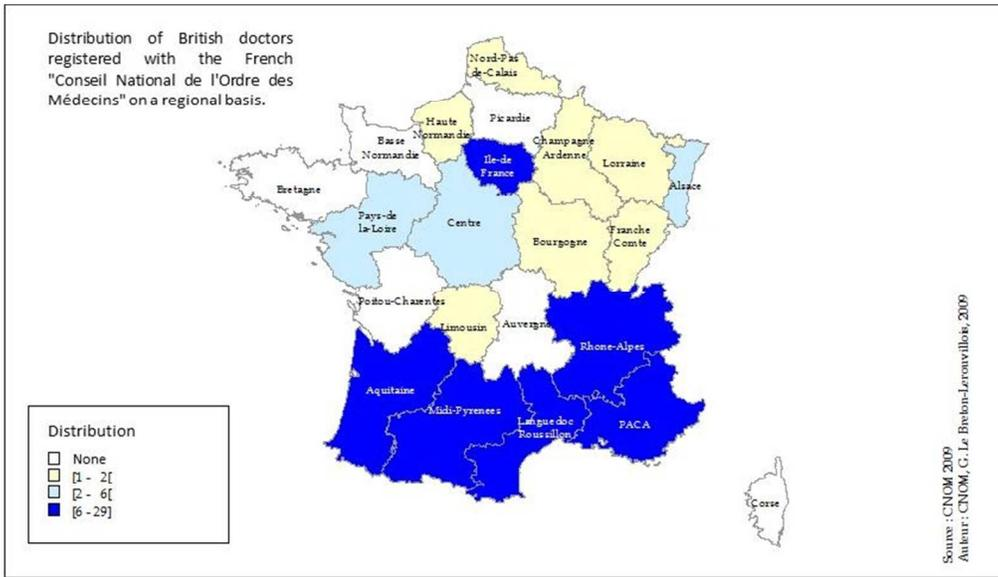 Distribution of British doctors
registered with the French
"Conseil National de l'Ordre des
Médecins" on a regional basis.
Nord-Pas
de-Calais
Picardie
Haute
Normandie
Basse
Normandie
Ile-de
France
Champagne
Ardenne
Lorraine
Alsace
Bretagne
Pays-de
la-Loire
Centre
Bourgogne
Franche
Comte
Poitou-Charentes
Limousin
Auvergne
Rhone-Alpes
Aquitaine
Midi-Pyrenees
Languedoc
Roussillon
PACA
Corse
Distribution
None
[1 - 2[
[2 - 6[
[6 - 29]
Source : CNOM 2009
Auteur : CNOM, G. Le Breton-Lerouvillois, 2009